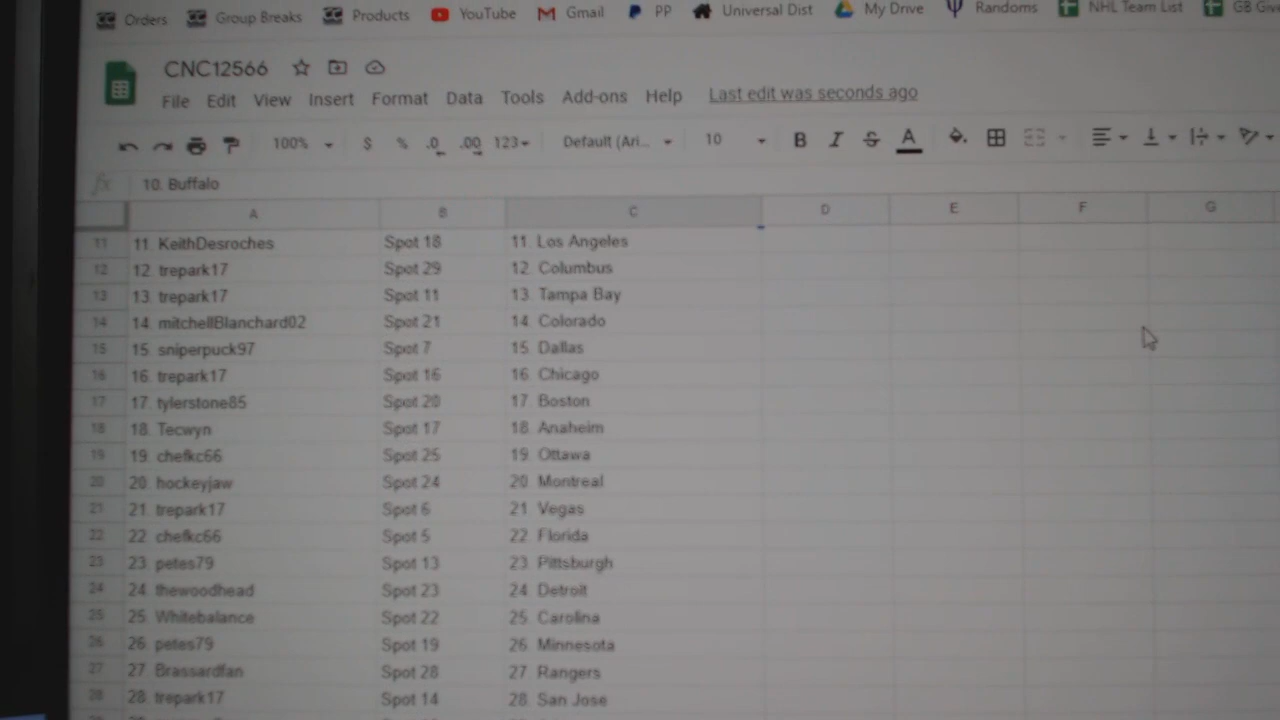 Orders Group Breaks Products YouTube Gmail PP Universal Dist My Drive Randoms NHL Team List GB
CNC12566
File Edit View Insert Format Data Tools Add-ons Help Last edit was seconds ago
100% $ % .0 .00 123 Default (Ari... 10 B I S A
fx 10. Buffalo
A B C D E F G
11 11. KeithDesroches Spot 18 11. Los Angeles
12 12. trepark17 Spot 29 12. Columbus
13 13. trepark17 Spot 11 13. Tampa Bay
14 14. mitchellBlanchard02 Spot 21 14. Colorado
15 15. sniperpuck97 Spot 7 15. Dallas
16 16. trepark17 Spot 16 16. Chicago
17 17. tylerstone85 Spot 20 17. Boston
18 18. Tecwyn Spot 17 18. Anaheim
19 19. chefkc66 Spot 25 19. Ottawa
20 20. hockeyjaw Spot 24 20. Montreal
21 21. trepark17 Spot 6 21. Vegas
22 22. chefkc66 Spot 5 22. Florida
23 23. petes79 Spot 13 23. Pittsburgh
24 24. thewoodhead Spot 23 24. Detroit
25 25. Whitebalance Spot 22 25. Carolina
26 26. petes79 Spot 19 26. Minnesota
27 27. Brassardfan Spot 28 27. Rangers
28 28. trepark17 Spot 14 28. San Jose